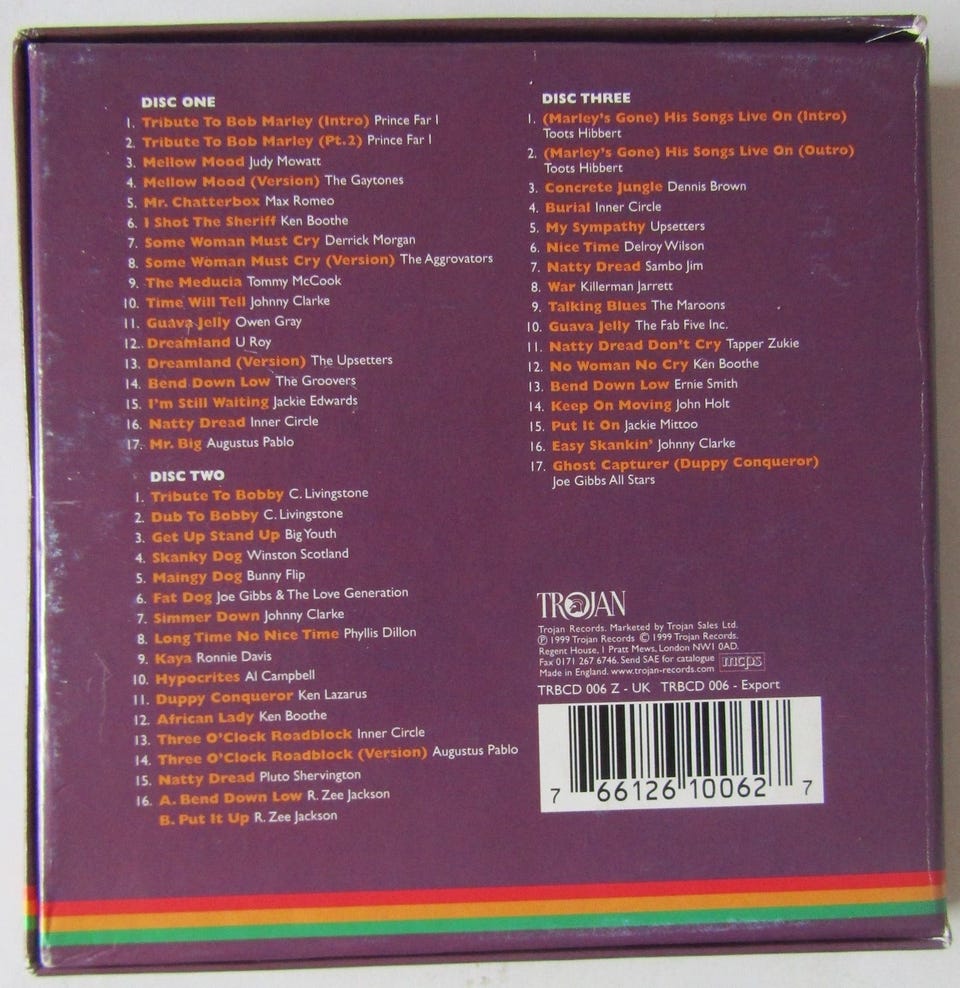 DISC ONE
1. Tribute To Bob Marley (Intro) Prince Far I
2. Tribute To Bob Marley (Pt.2) Prince Far I
3. Mellow Mood Judy Mowatt
4. Mellow Mood (Version) The Gaytones
5. Mr. Chatterbox Max Romeo
6. I Shot The Sheriff Ken Boothe
7. Some Woman Must Cry Derrick Morgan
8. Some Woman Must Cry (Version) The Aggrovators
9. The Meducia Tommy McCook
10. Time Will Tell Johnny Clarke
11. Guava Jelly Owen Gray
12. Dreamland U Roy
13. Dreamland (Version) The Upsetters
14. Bend Down Low The Groovers
15. I'm Still Waiting Jackie Edwards
16. Natty Dread Inner Circle
17. Mr. Big Augustus Pablo
DISC TWO
1. Tribute To Bobby C. Livingstone
2. Dub To Bobby C. Livingstone
3. Get Up Stand Up Big Youth
4. Skanky Dog Winston Scotland
5. Maingy Dog Bunny Flip
6. Fat Dog Joe Gibbs & The Love Generation
7. Simmer Down Johnny Clarke
8. Long Time No Nice Time Phyllis Dillon
9. Kaya Ronnie Davis
10. Hypocrites Al Campbell
11. Duppy Conqueror Ken Lazarus
12. African Lady Ken Boothe
13. Three O'Clock Roadblock Inner Circle
14. Three O'Clock Roadblock (Version) Augustus Pablo
15. Natty Dread Pluto Shervington
16. A. Bend Down Low R. Zee Jackson
B. Put It Up R. Zee Jackson
DISC THREE
1. (Marley's Gone) His Songs Live On (Intro)
Toots Hibbert
2. (Marley's Gone) His Songs Live On (Outro)
Toots Hibbert
3. Concrete Jungle Dennis Brown
4. Burial Inner Circle
5. My Sympathy Upsetters
6. Nice Time Delroy Wilson
7. Natty Dread Sambo Jim
8. War Killerman Jarrett
9. Talking Blues The Maroons
10. Guava Jelly The Fab Five Inc.
11. Natty Dread Don't Cry Tapper Zukie
12. No Woman No Cry Ken Boothe
13. Bend Down Low Ernie Smith
14. Keep On Moving John Holt
15. Put It On Jackie Mittoo
16. Easy Skankin' Johnny Clarke
17. Ghost Capturer (Duppy Conqueror)
Joe Gibbs All Stars
TROJAN
Trojan Records. Marketed by Trojan Sales Ltd.
℗ 1999 Trojan Records © 1999 Trojan Records.
Regent House, 1 Pratt Mews, London NW1 0AD.
Fax 0171 267 6746. Send SAE for catalogue
Made in England. www.trojan-records.com
mcps
TRBCD 006 Z - UK TRBCD 006 - Export
7 66126 10062 7